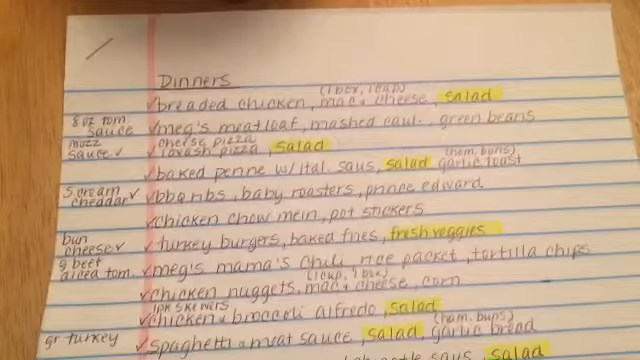 Dinners
(1 box, 1 cup)
✓breaded chicken, mac + cheese, salad
8 oz tom. sauce ✓meg's meatloaf, mashed caul., green beans
cheese pizza
mozz sauce ✓ ✓lavash pizza, salad
(ham. buns)
✓baked penne w/ ital. saus, salad garlic toast
s. cream cheddar ✓ ✓bbq ribs, baby roasters, prince edward
✓chicken chow mein, pot stickers
bun cheese ✓ ✓turkey burgers, baked fries, fresh veggies
g beef diced tom. ✓meg's mama's chili, rice packet, tortilla chips
(1 cup, 1 box)
✓chicken nuggets, mac + cheese, corn
1 pk skewers
✓chicken + broccoli alfredo, salad
(ham. buns)
gr turkey ✓spaghetti + meat sauce, salad, garlic bread
saus, salad